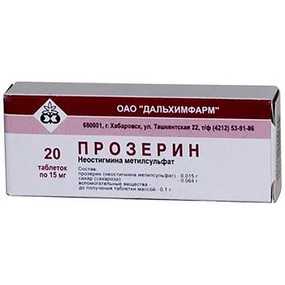 ОАО "ДАЛЬХИМФАРМ"
680001, г. Хабаровск, ул. Ташкентская 22, т/ф (4212) 53-91-86
20
таблеток
по 15 мг
ПРОЗЕРИН
Неостигмина метилсульфат
Состав:
прозерин (неостигмина метилсульфат) - 0,015 г
сахар (сахароза) - 0,084 г
вспомогательные вещества -
до получения таблетки массой - 0,1 г